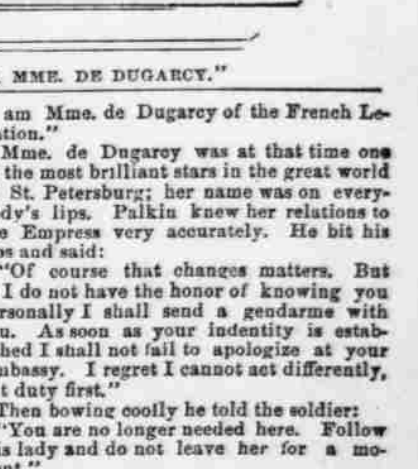 MME. DE DUGARCY."
am Mme. de Dugarcy of the French Le-
ation."
Mme. de Dugarcy was at that time one
the most brilliant stars in the great world
St. Petersburg; her name was on every-
dy's lips. Palkin knew her relations to
e Empress very accurately. He bit his
ps and said:
"Of course that changes matters. But
I do not have the honor of knowing you
rsonally I shall send a gendarme with
u. As soon as your indentity is estab-
hed I shall not fail to apologize at your
mbassy. I regret I cannot act differently,
t duty first."
Then bowing coolly he told the soldier:
"You are no longer needed here. Follow
is lady and do not leave her for a mo-